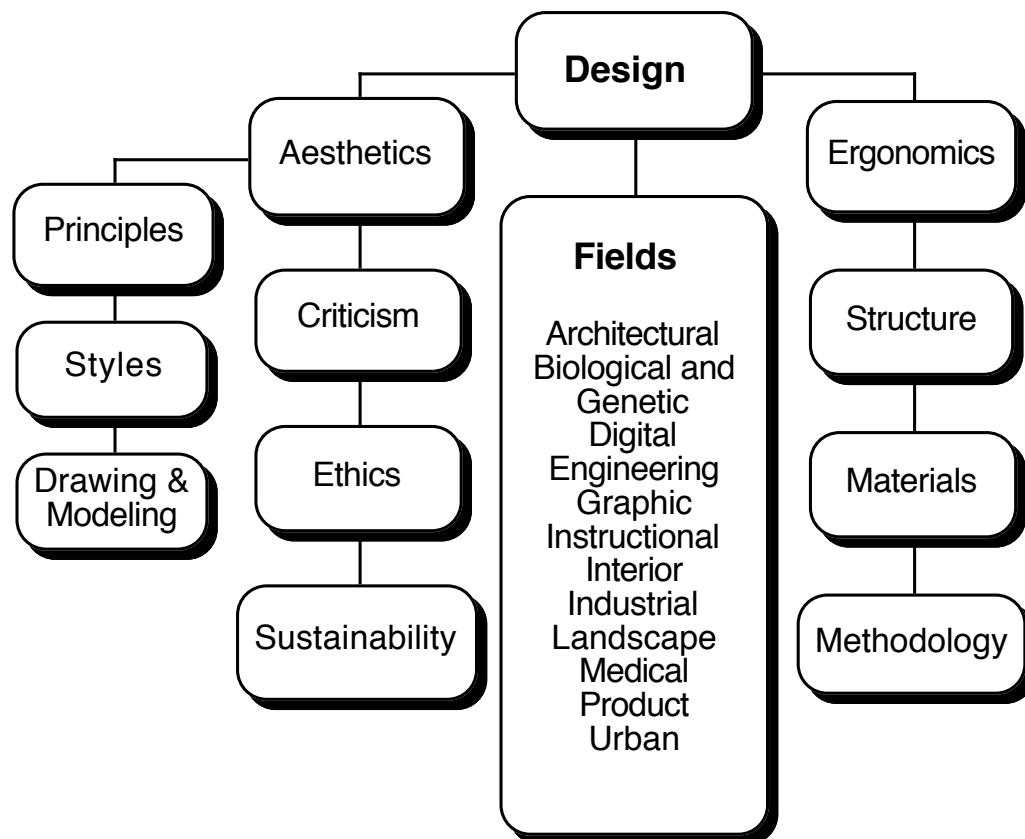 Design
Aesthetics
Ergonomics
Principles
Styles
Drawing &
Modeling
Criticism
Ethics
Sustainability
Fields
Architectural
Biological and
Genetic
Digital
Engineering
Graphic
Instructional
Interior
Industrial
Landscape
Medical
Product
Urban
Structure
Materials
Methodology